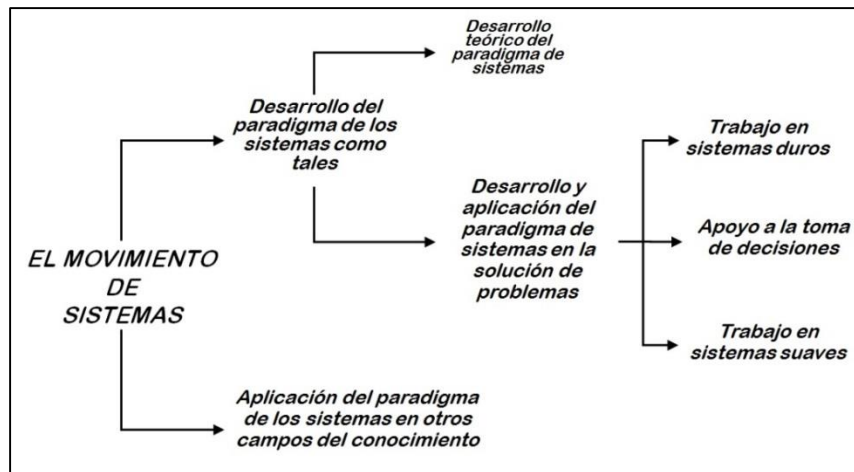 Desarrollo
teórico del
paradigma de
sistemas
Desarrollo del
paradigma de los
sistemas como
tales
Trabajo en
sistemas duros
Desarrollo y
aplicación del
paradigma de
sistemas en la
solución de
problemas
Apoyo a la toma
de decisiones
EL MOVIMIENTO
DE
SISTEMAS
Trabajo en
sistemas suaves
Aplicación del paradigma
de los sistemas en otros
campos del conocimiento